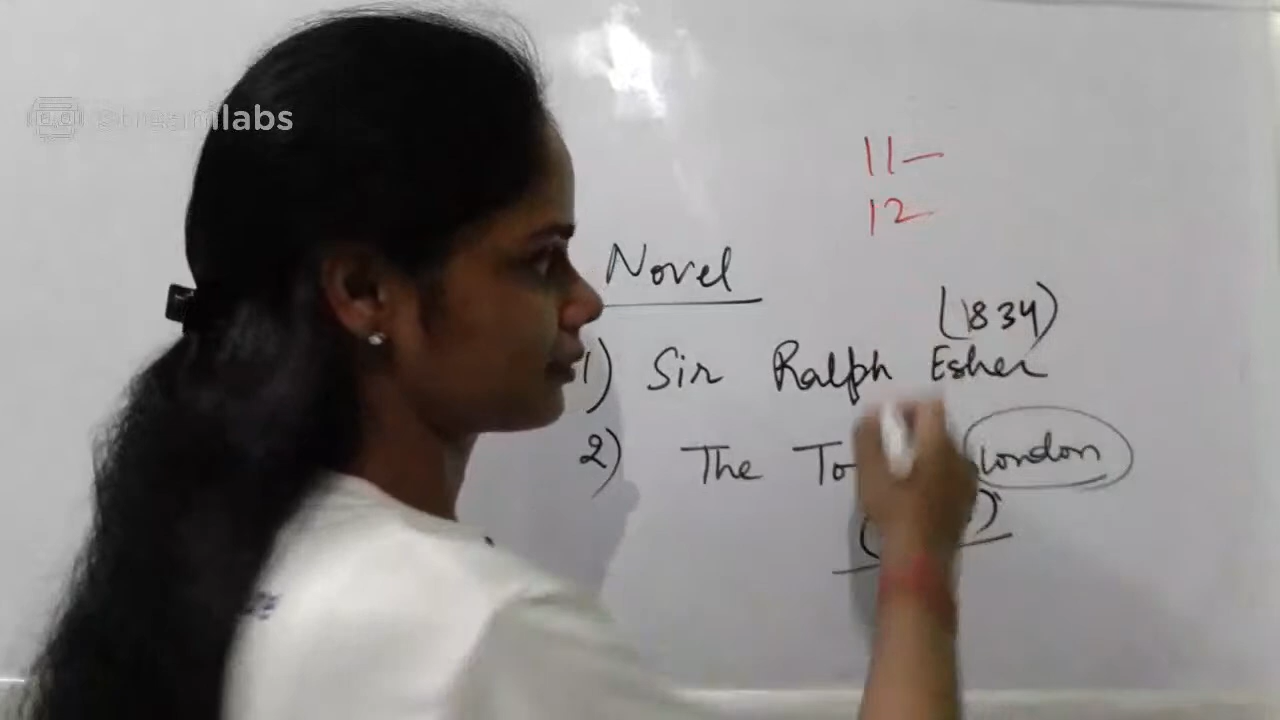 streamlabs
11-
12
Novel
(1834)
1) Sir Ralph Esher
2) The To London
( )